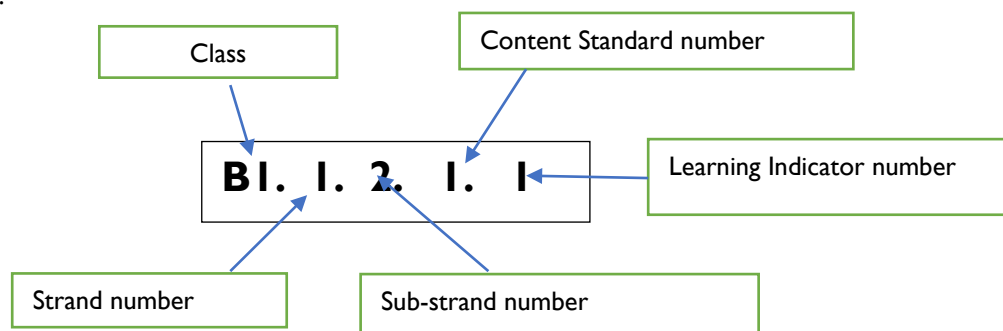 .
Class
Content Standard number
B1. 1. 2. 1. 1
Learning Indicator number
Strand number
Sub-strand number